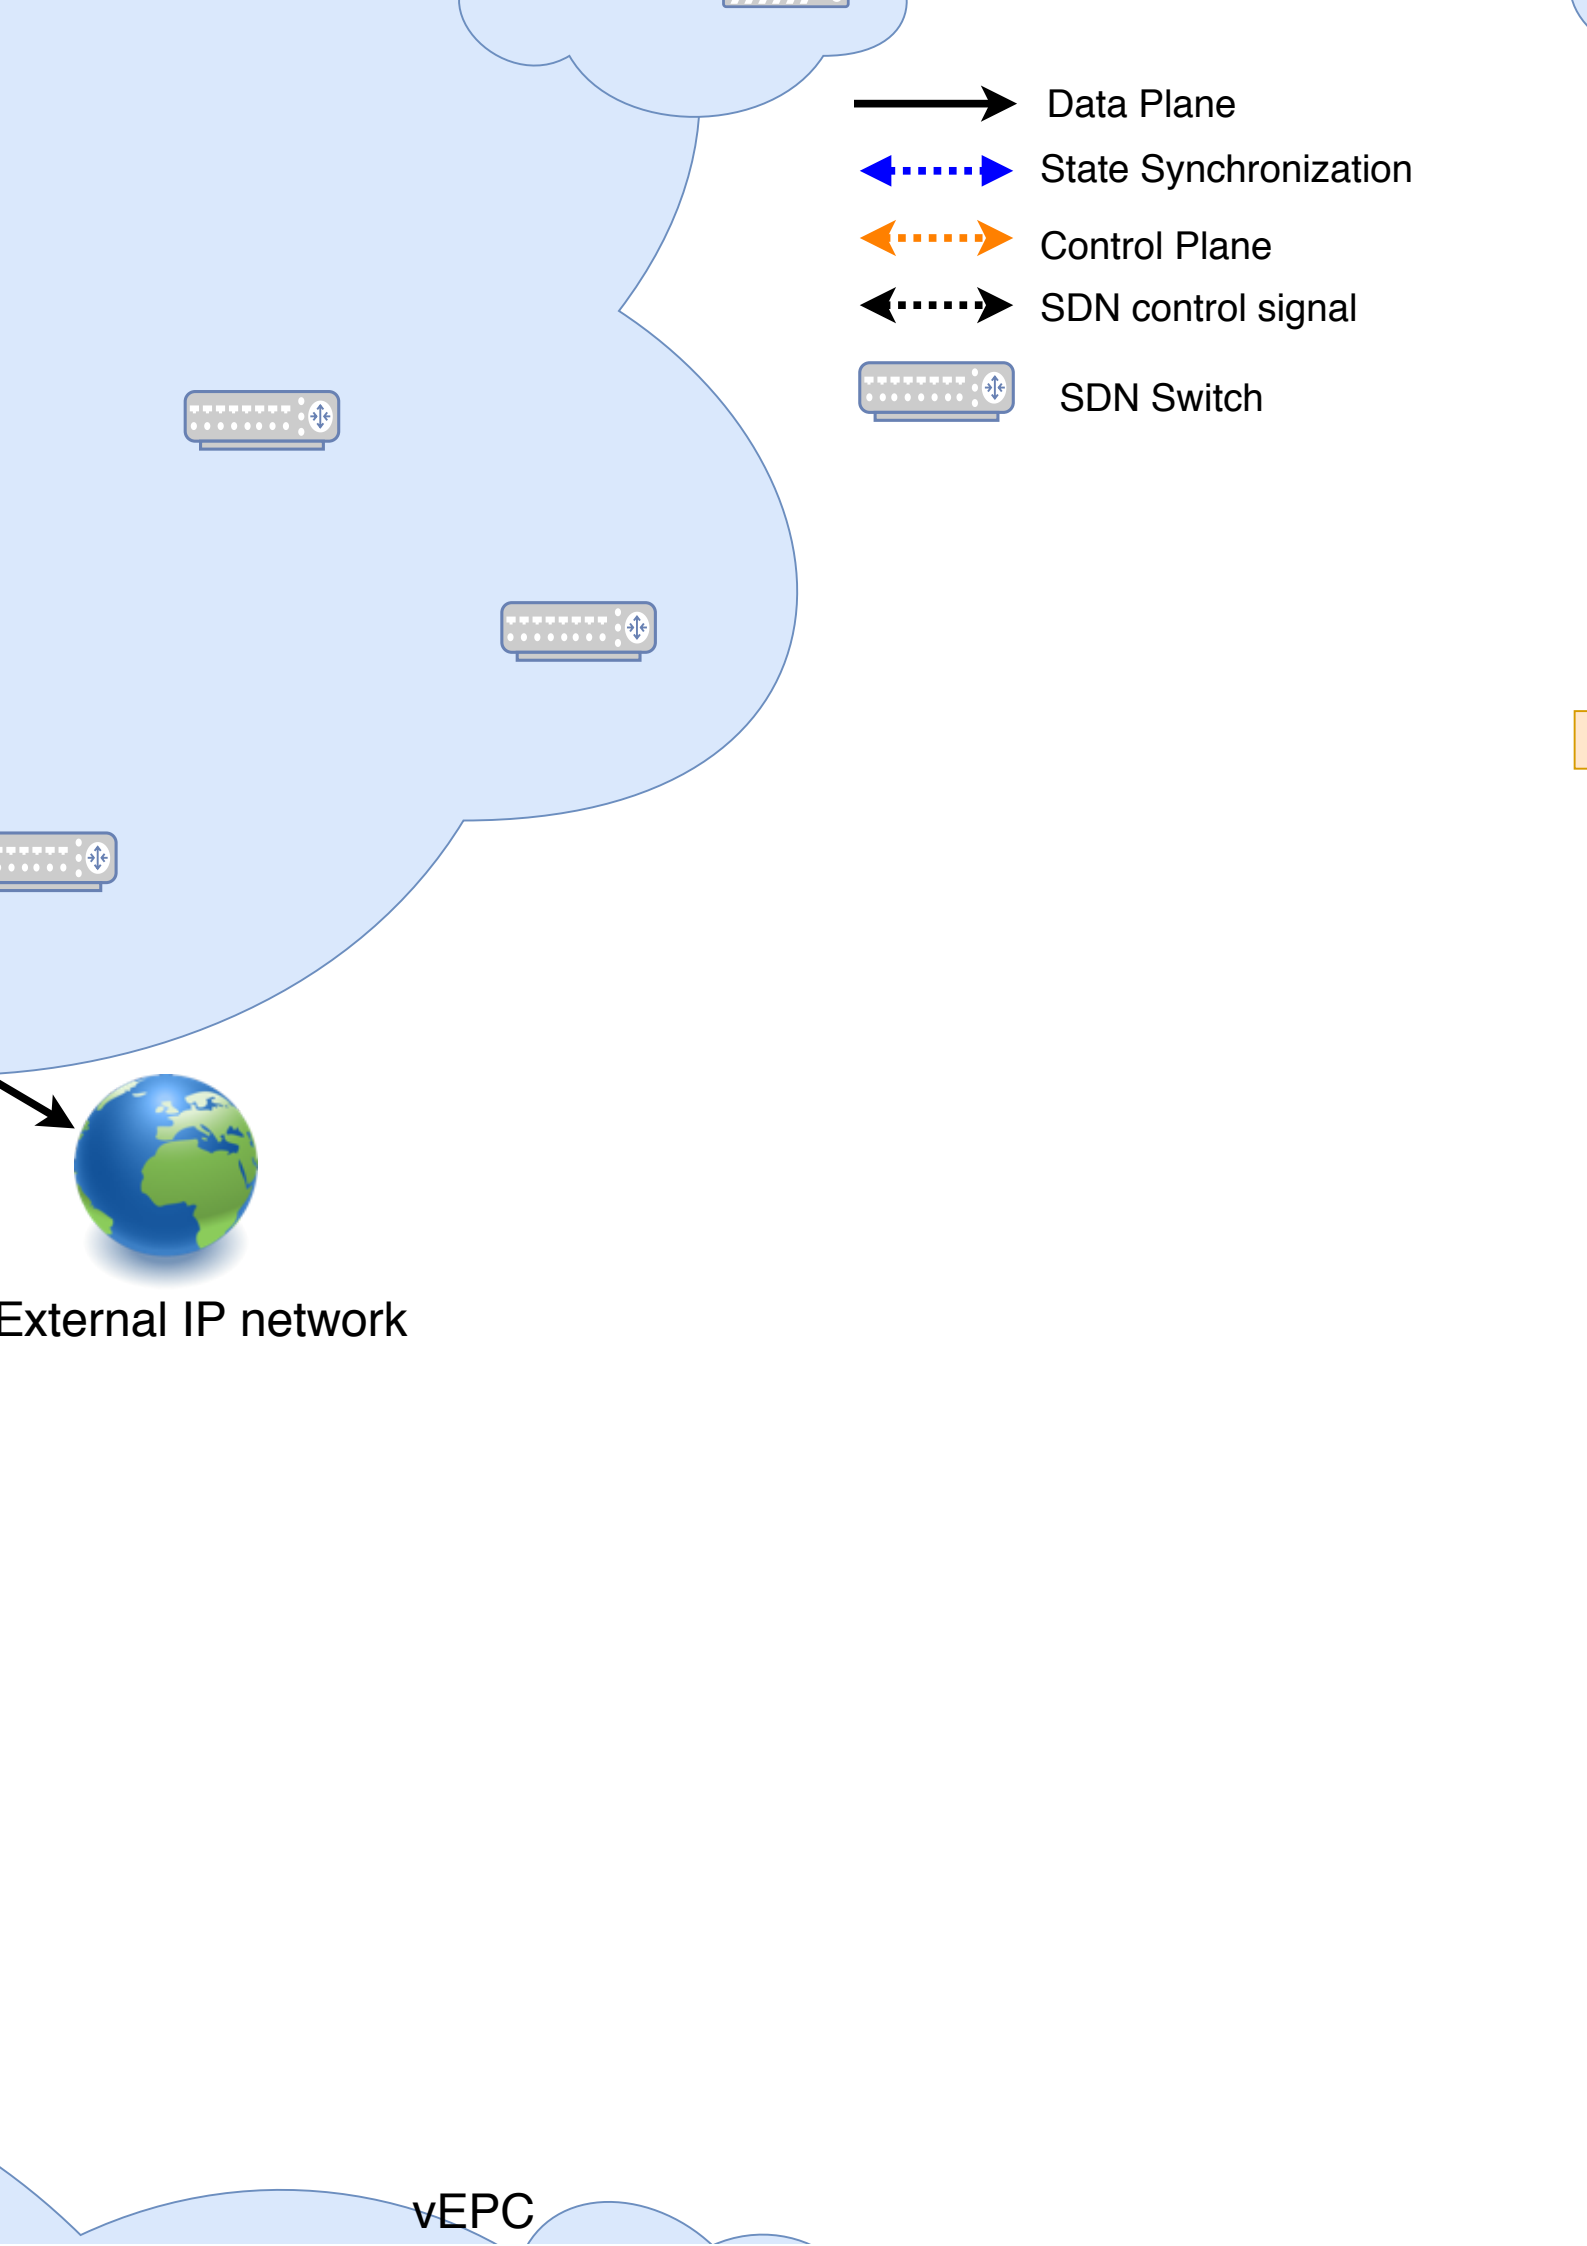 Data Plane
State Synchronization
Control Plane
SDN control signal
SDN Switch
External IP network
vEPC